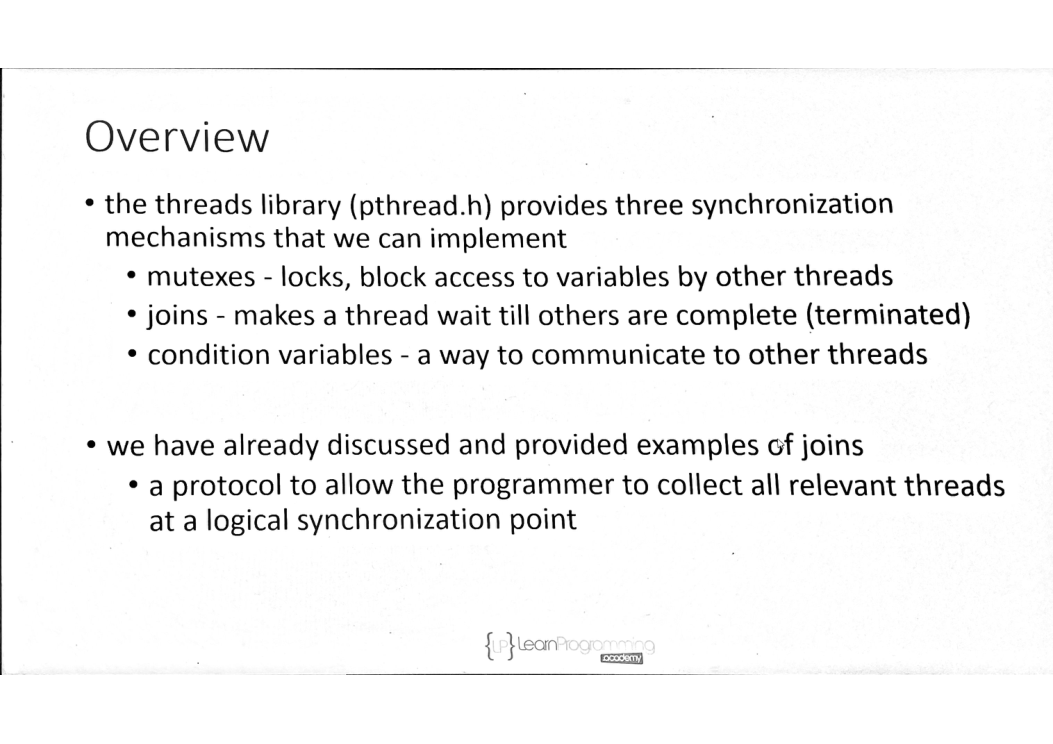 Overview
• the threads library (pthread.h) provides three synchronization
mechanisms that we can implement
• mutexes - locks, block access to variables by other threads
• joins - makes a thread wait till others are complete (terminated)
• condition variables - a way to communicate to other threads
• we have already discussed and provided examples of joins
• a protocol to allow the programmer to collect all relevant threads
at a logical synchronization point
{LP} LearnProgramming
academy